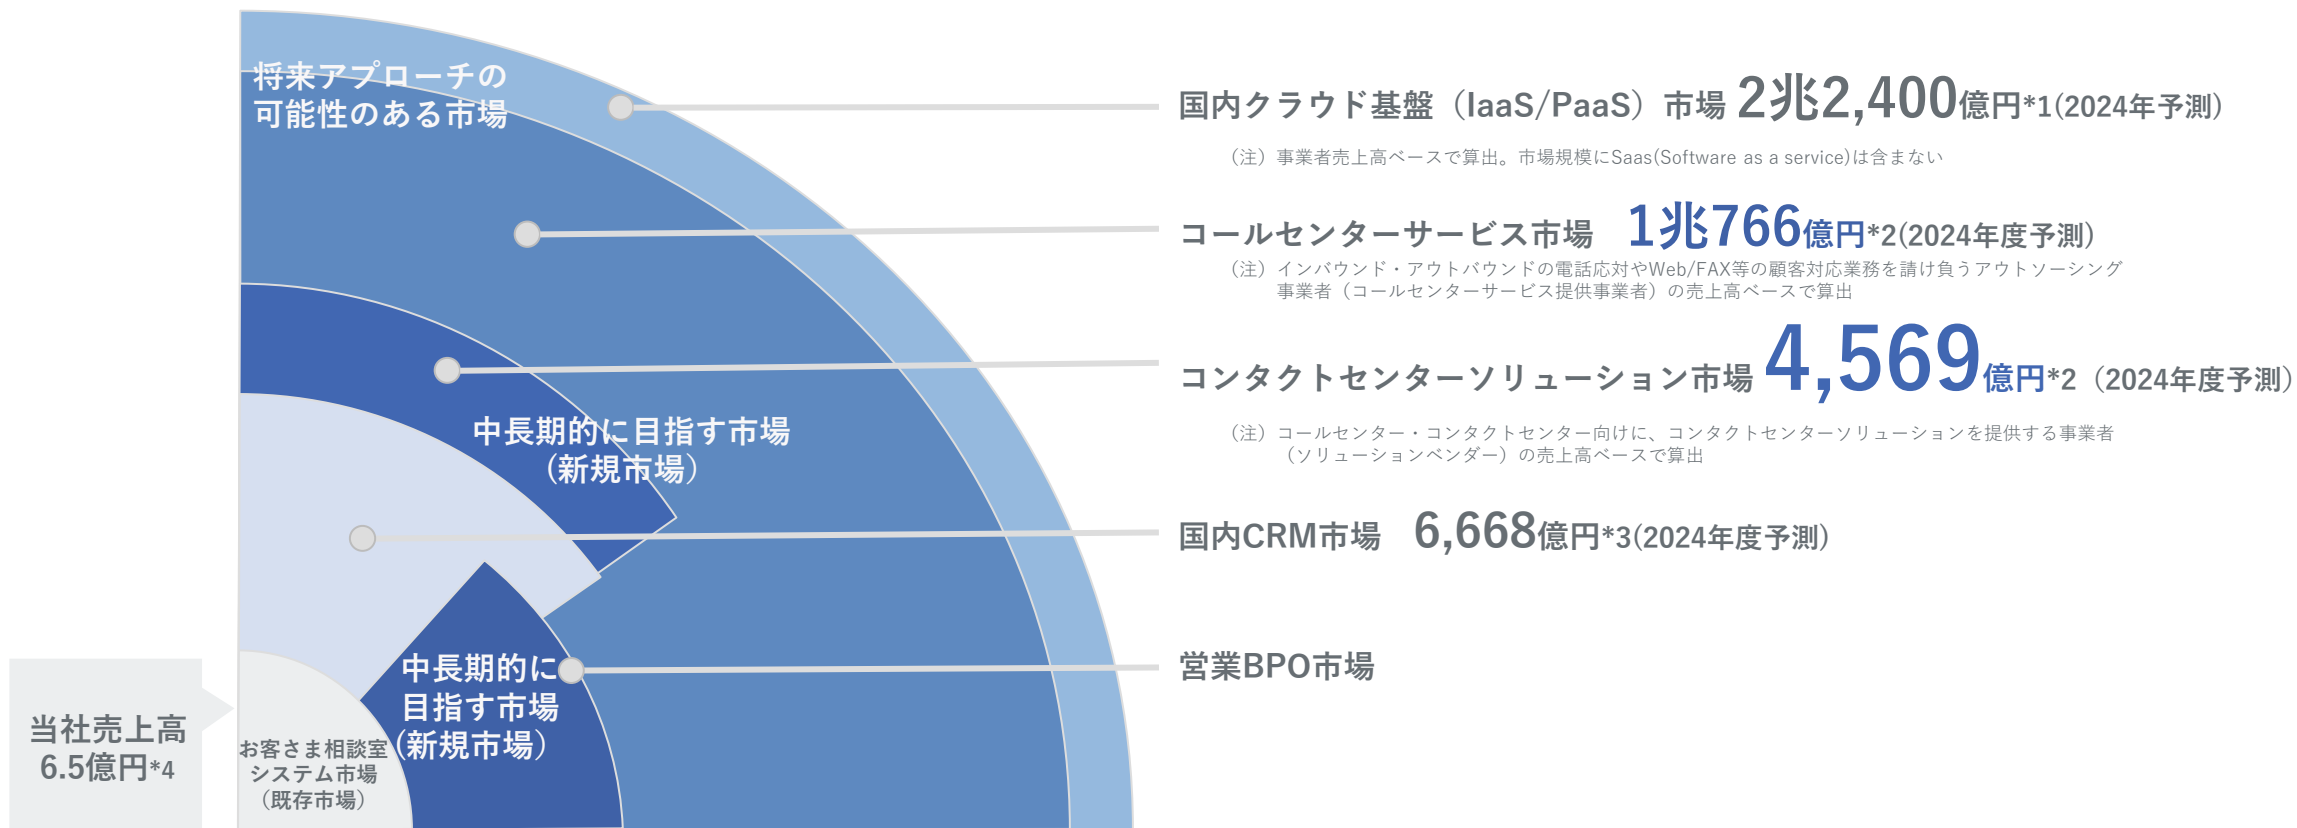 将来アプローチの
可能性のある市場
国内クラウド基盤（IaaS/PaaS）市場 2兆2,400億円*1(2024年予測)
（注）事業者売上高ベースで算出。市場規模にSaas(Software as a service)は含まない
コールセンターサービス市場 1兆766億円*2(2024年度予測)
（注）インバウンド・アウトバウンドの電話応対やWeb/FAX等の顧客対応業務を請け負うアウトソーシング
事業者（コールセンターサービス提供事業者）の売上高ベースで算出
コンタクトセンターソリューション市場 4,569億円*2（2024年度予測）
（注）コールセンター・コンタクトセンター向けに、コンタクトセンターソリューションを提供する事業者
（ソリューションベンダー）の売上高ベースで算出
中長期的に目指す市場
(新規市場)
国内CRM市場 6,668億円*3(2024年度予測)
営業BPO市場
中長期的に
目指す市場
(新規市場)
当社売上高
6.5億円*4
お客さま相談室
システム市場
（既存市場）